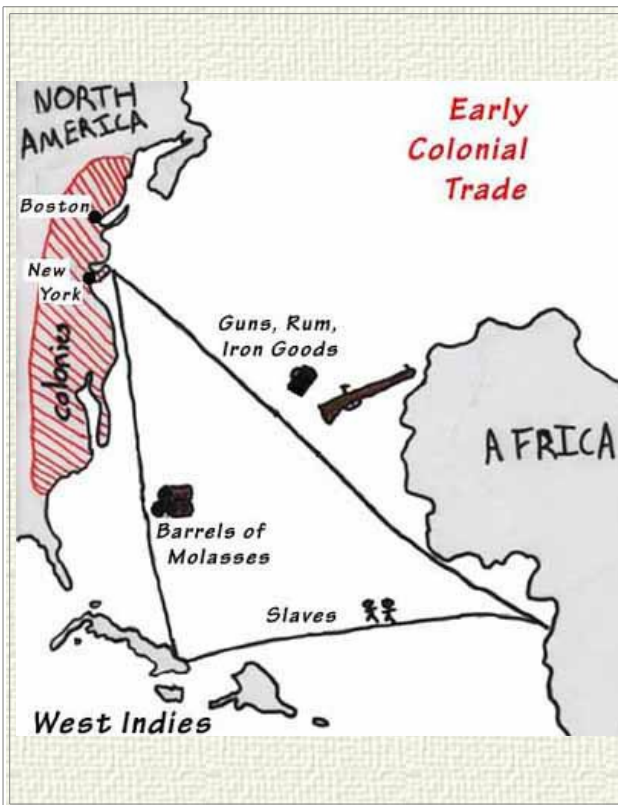 NORTH
AMERICA
Early
Colonial
Trade
Boston
New
York
colonies
Guns, Rum,
Iron Goods
AFRICA
Barrels of
Molasses
Slaves
West Indies